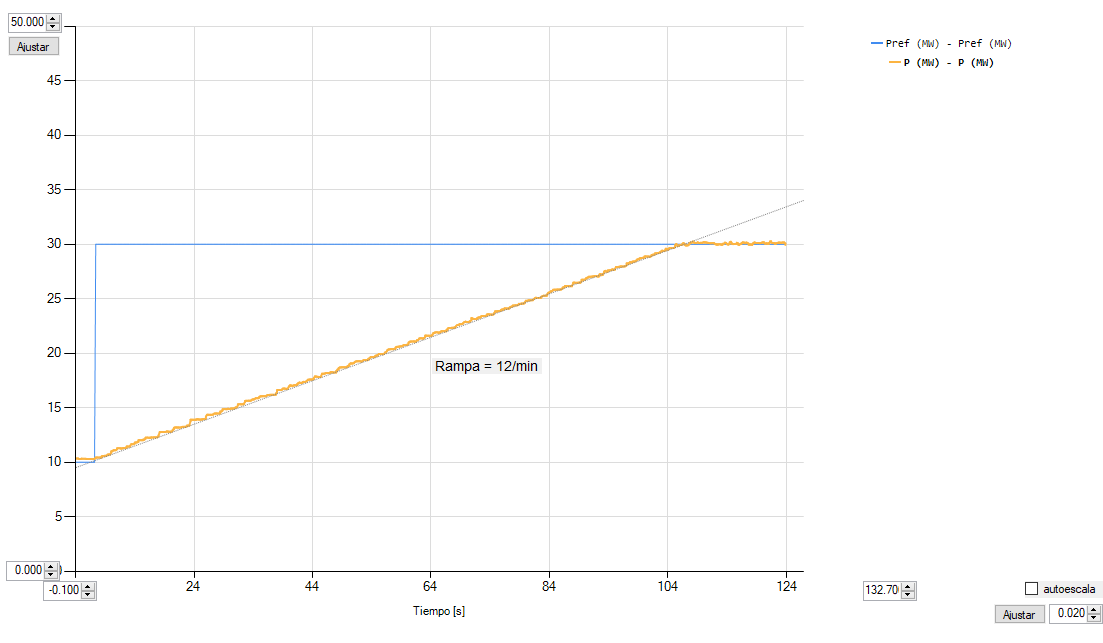 50.000
Ajustar
Pref (MW) - Pref (MW)
P (MW) - P (MW)
45
40
35
30
25
20
Rampa = 12/min
15
10
5
0.000
-0.100
24
44
64
84
104
124
132.70
autoescala
Tiempo [s]
Ajustar
0.020